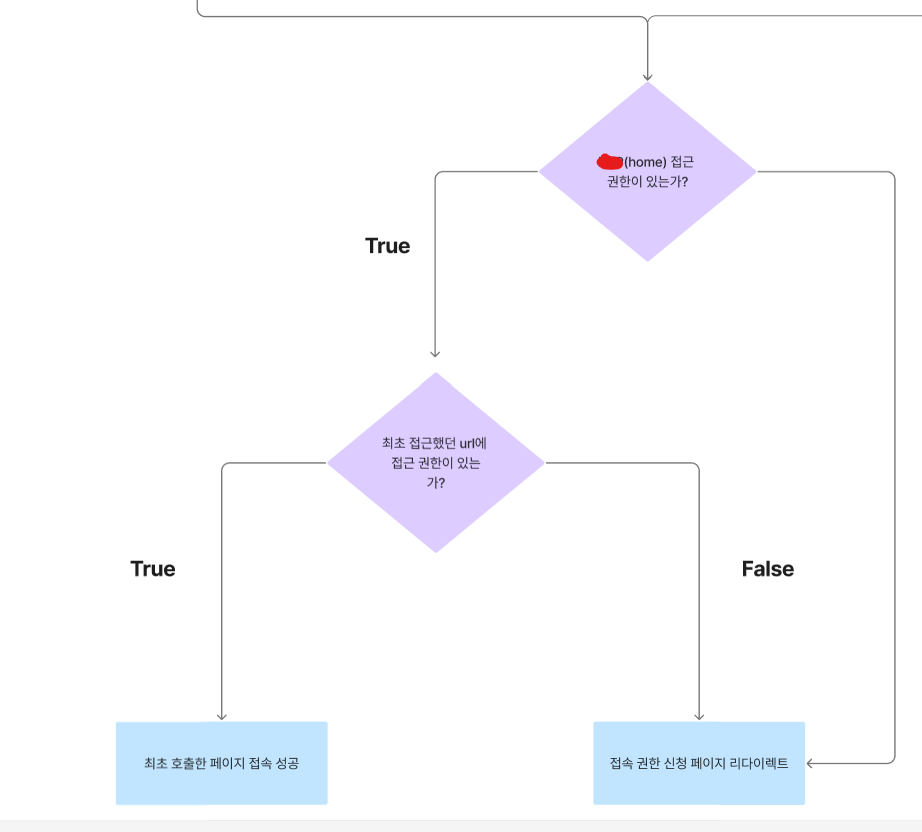 (home) 접근
권한이 있는가?
True
최초 접근했던 url에
접근 권한이 있는
가?
True
False
최초 호출한 페이지 접속 성공
접속 권한 신청 페이지 리다이렉트